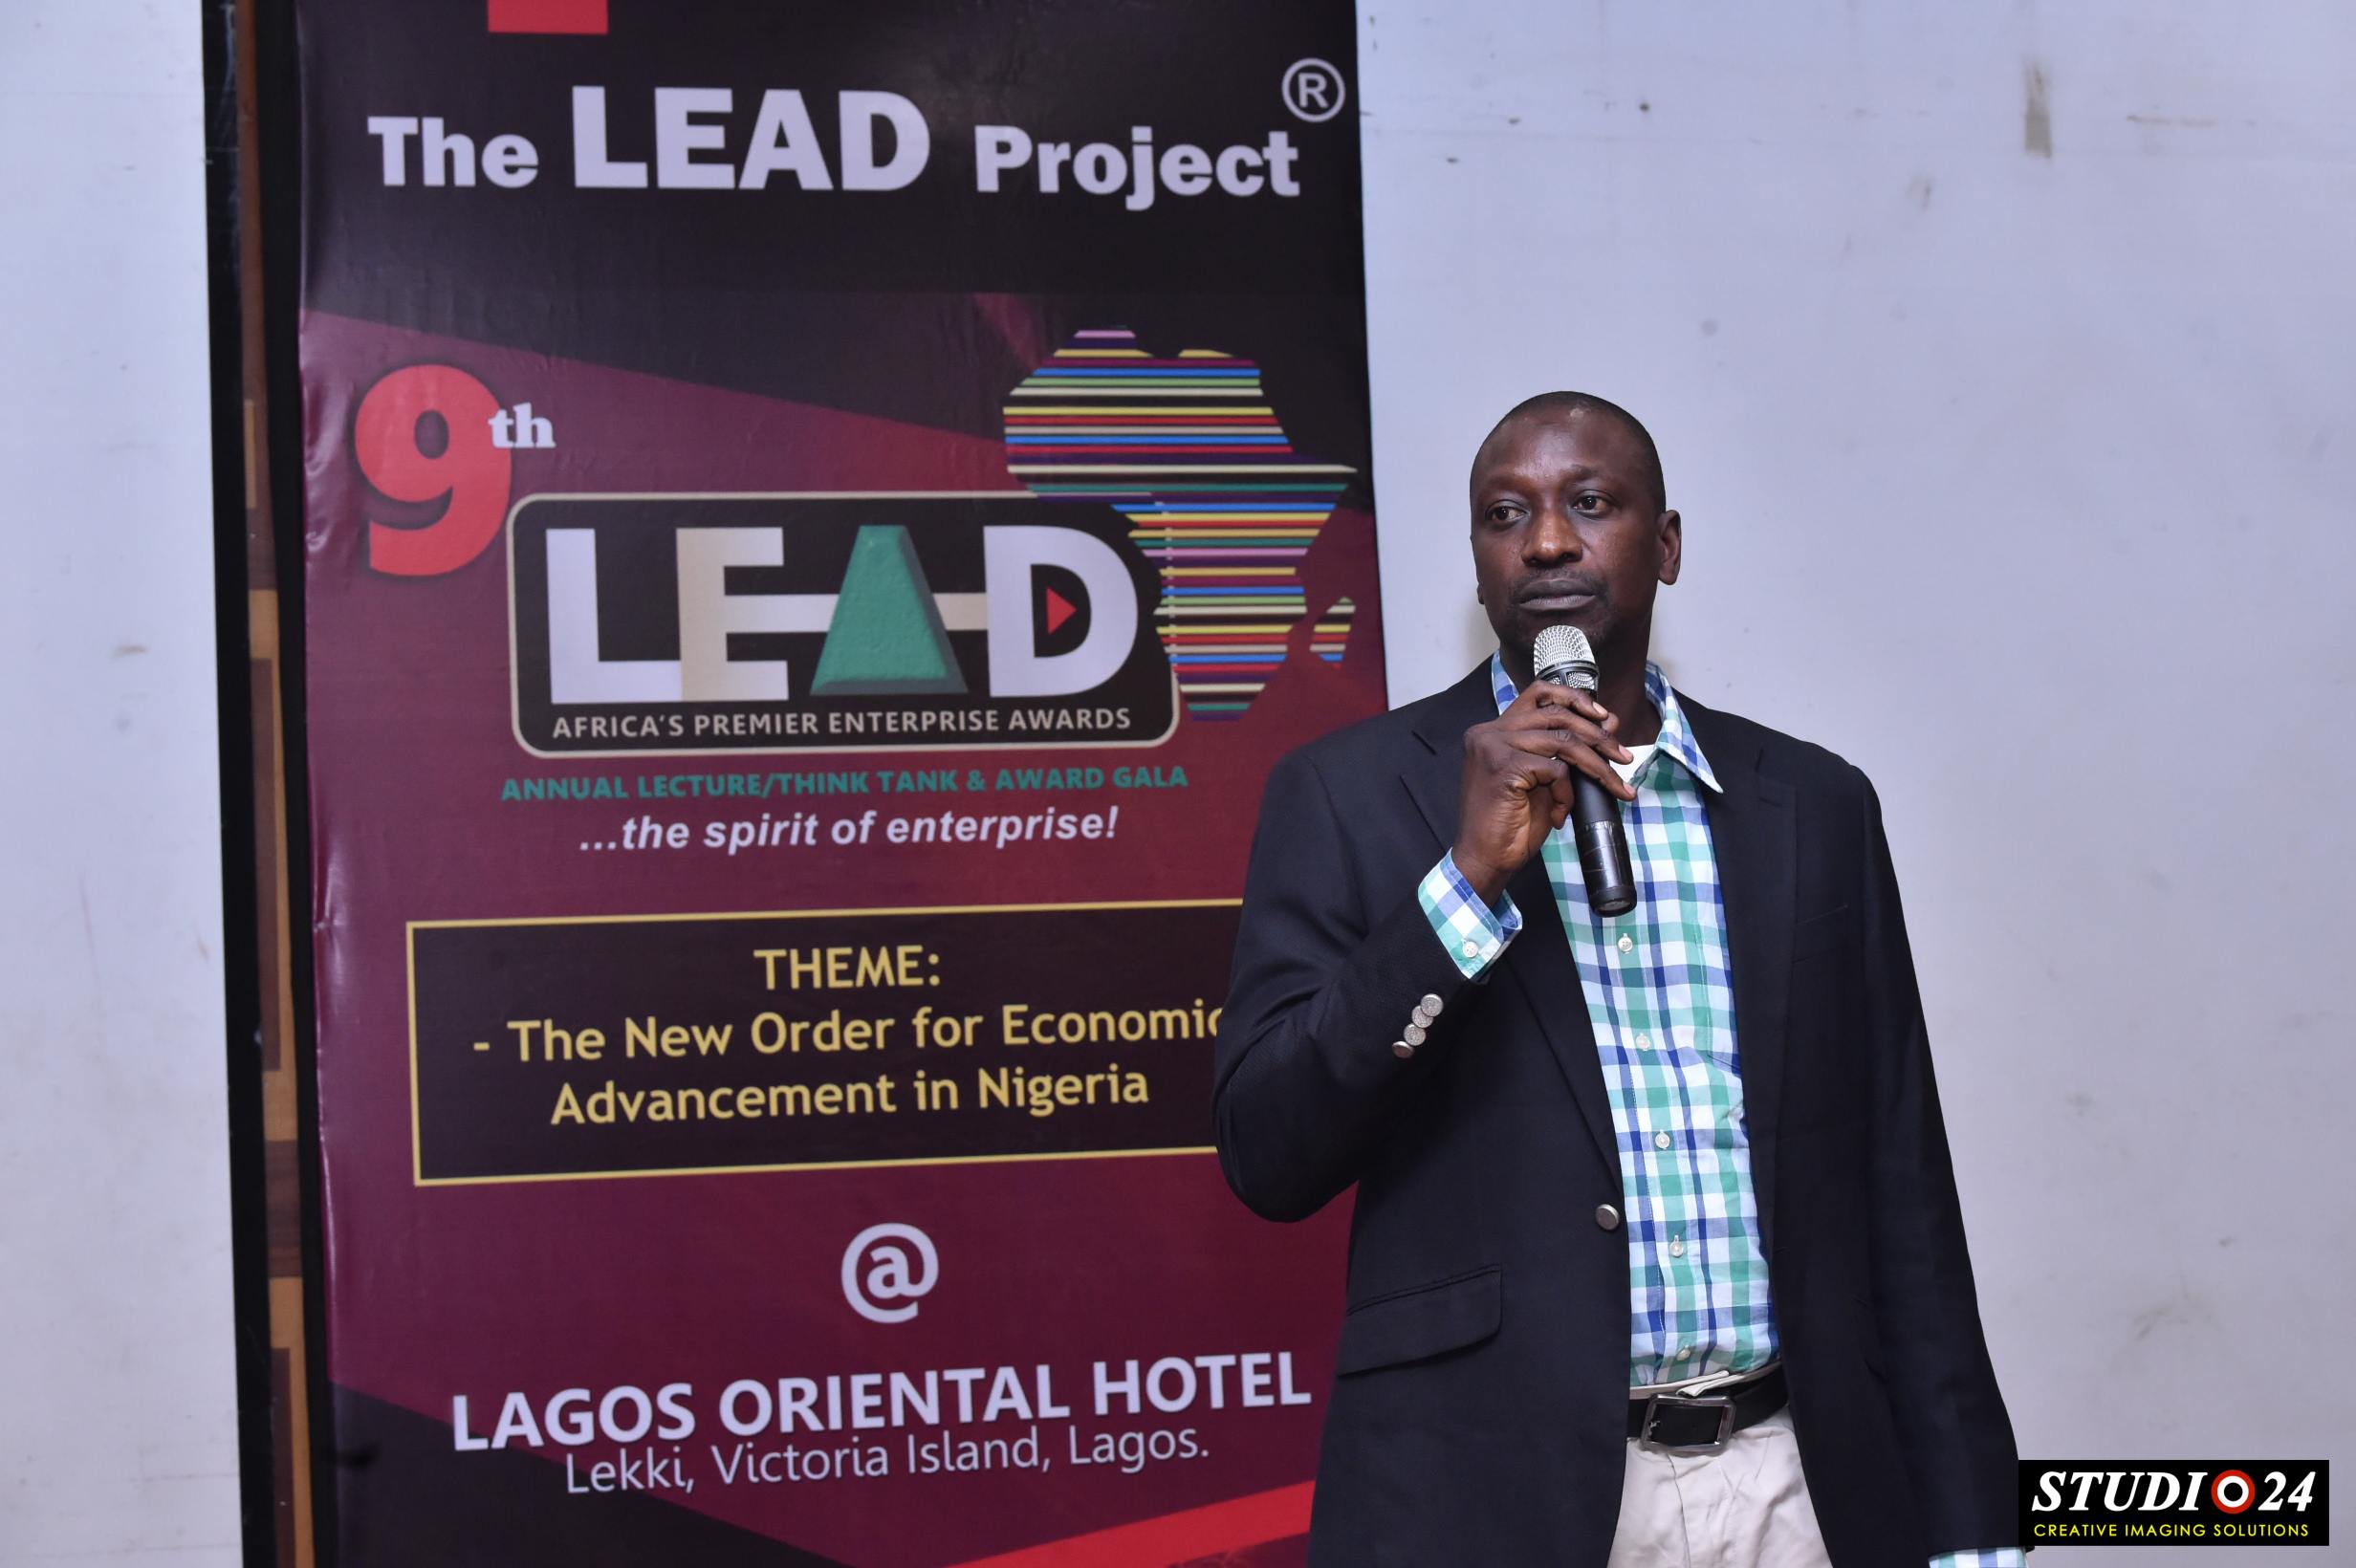 The LEAD Project®
9th
LEAD
AFRICA'S PREMIER ENTERPRISE AWARDS
ANNUAL LECTURE/THINK TANK & AWARD GALA
...the spirit of enterprise!
THEME:
- The New Order for Economic
Advancement in Nigeria
@
LAGOS ORIENTAL HOTEL
Lekki, Victoria Island, Lagos.
STUDIO24
CREATIVE IMAGING SOLUTIONS